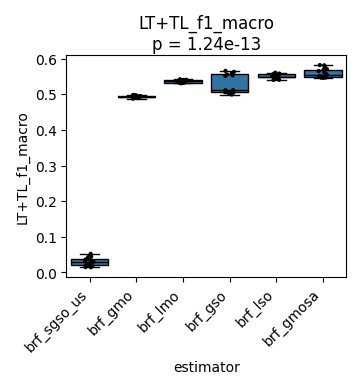 LT+TL_f1_macro
p = 1.24e-13
LT+TL_f1_macro
0.6
0.5
0.4
0.3
0.2
0.1
0.0
brf_sgso_us
brf_gmo
brf_lmo
brf_gso
brf_lso
brf_gmosa
estimator